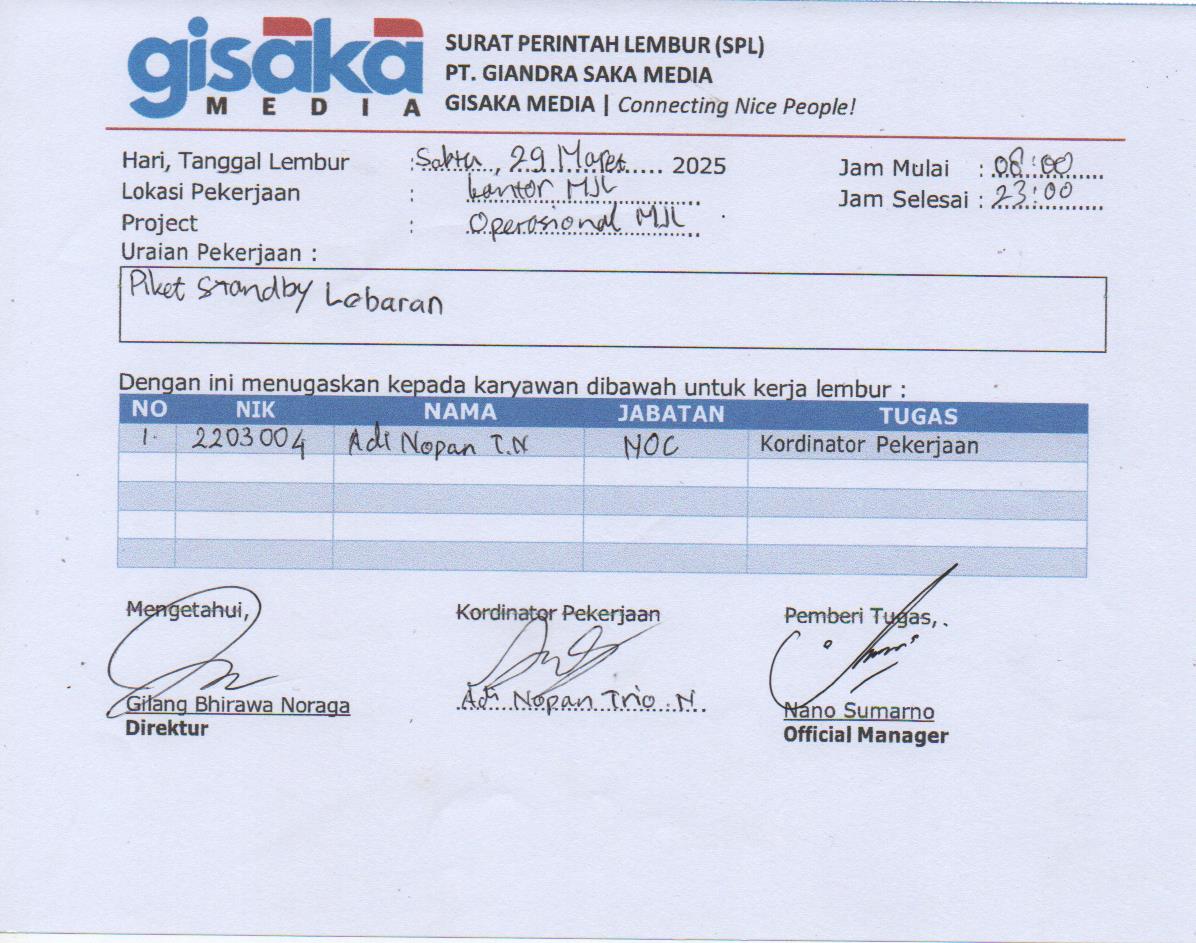 gisaka
MEDIA
SURAT PERINTAH LEMBUR (SPL)
PT. GIANDRA SAKA MEDIA
GISAKA MEDIA | Connecting Nice People!
Hari, Tanggal Lembur : Sabtu, 29 Maret 2025 Jam Mulai : 08:00
Lokasi Pekerjaan : kantor MJL Jam Selesai : 23:00
Project : Operasional MJL
Uraian Pekerjaan :
Piket Standby Lebaran
Dengan ini menugaskan kepada karyawan dibawah untuk kerja lembur :
NO NIK NAMA JABATAN TUGAS
1. 2203004 Adi Nopan T.N NOC Kordinator Pekerjaan
Mengetahui, Kordinator Pekerjaan Pemberi Tugas,
Gilang Bhirawa Noraga Adi Nopan Trio .N Nano Sumarno
Direktur Official Manager